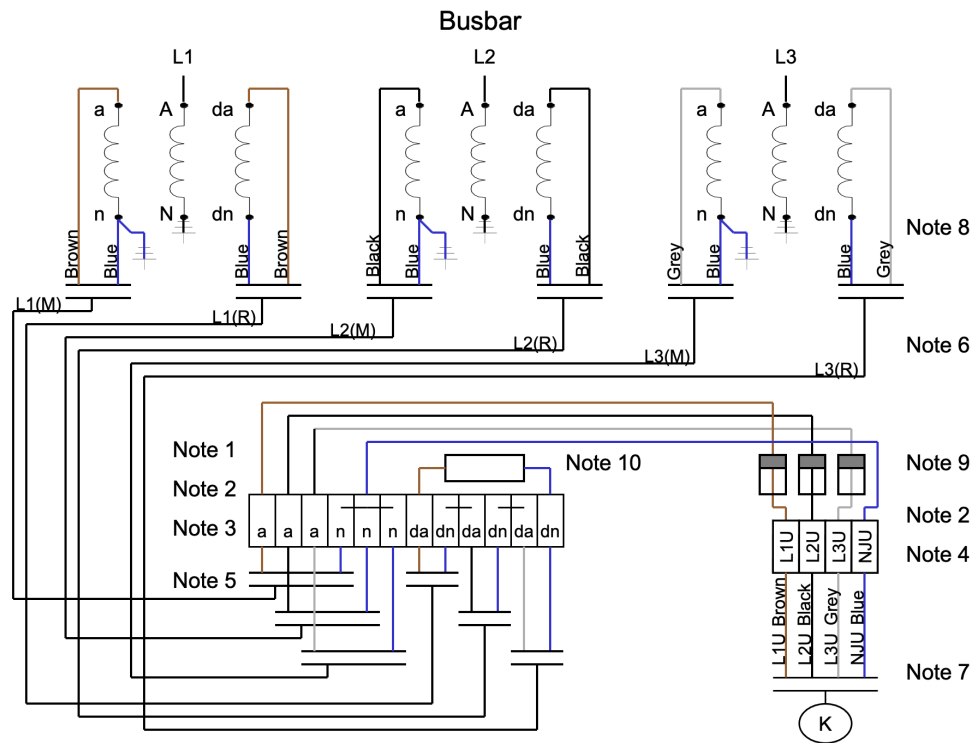 Busbar
L1 L2 L3
a A da a A da a A da
n N dn n N dn n N dn
Note 8
Brown Blue Blue Brown Black Blue Blue Black Grey Blue Blue Grey
L1(M)
L1(R)
L2(M)
L2(R)
Note 6
L3(M)
L3(R)
Note 1
Note 10
Note 9
Note 2
Note 2
Note 3
a a a n n n da dn da dn da dn
L1U L2U L3U NJU
Note 4
Note 5
L1U Brown
L2U Black
L3U Grey
NJU Blue
Note 7
K